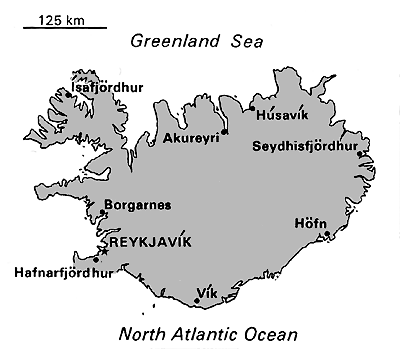 125 km
Greenland Sea
Ísafjördhur
Húsavík
Akureyri
Seydhisfjördhur
Borgarnes
Höfn
REYKJAVÍK
Hafnarfjördhur
Vík
North Atlantic Ocean